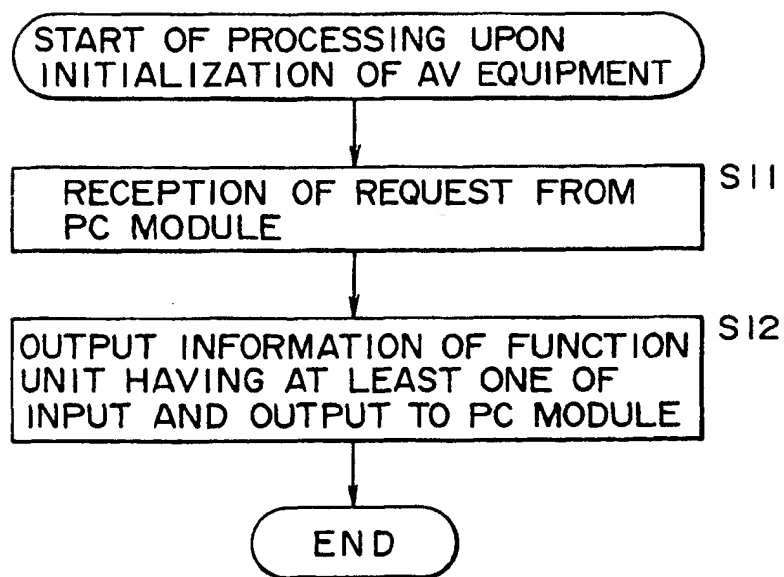 START OF PROCESSING UPON
INITIALIZATION OF AV EQUIPMENT
RECEPTION OF REQUEST FROM
PC MODULE
S11
OUTPUT INFORMATION OF FUNCTION
UNIT HAVING AT LEAST ONE OF
INPUT AND OUTPUT TO PC MODULE
S12
END